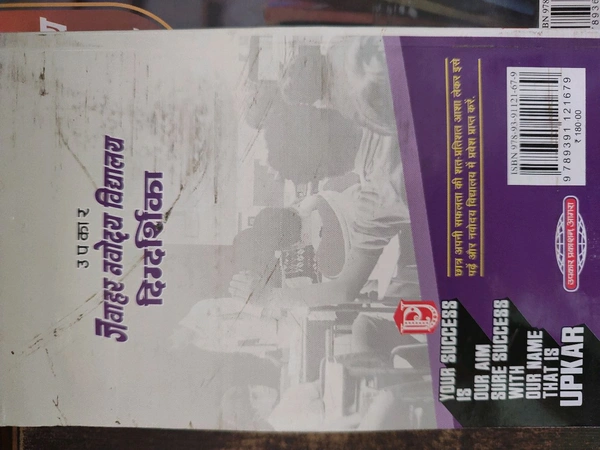 उपकार
जवाहर नवोदय विद्यालय
दिग्दर्शिका
छात्र अपनी सफलता की शत-प्रतिशत आशा लेकर इसे
पढ़ें और नवोदय विद्यालय में प्रवेश प्राप्त करें.
YOUR SUCCESS
IS
OUR AIM
SURE SUCCESS
WITH
OUR NAME
THAT IS
UPKAR
ISBN 978-93-91121-67-9
9 789391 121679
₹ 180·00
उपकार प्रकाशन आगरा